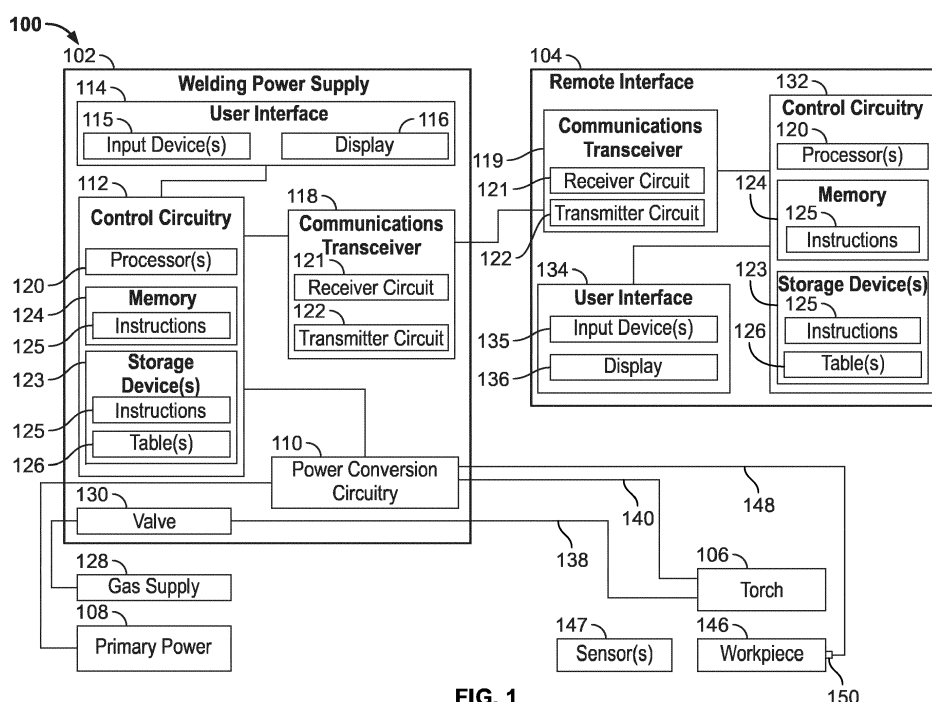 100
102
Welding Power Supply
114
User Interface
115
Input Device(s)
116
Display
112
Control Circuitry
120
Processor(s)
124
Memory
125
Instructions
123
Storage
Device(s)
125
Instructions
126
Table(s)
118
Communications
Transceiver
121
Receiver Circuit
122
Transmitter Circuit
110
Power Conversion
Circuitry
130
Valve
128
Gas Supply
108
Primary Power
104
Remote Interface
119
Communications
Transceiver
121
Receiver Circuit
122
Transmitter Circuit
134
User Interface
135
Input Device(s)
136
Display
132
Control Circuitry
120
Processor(s)
124
Memory
125
Instructions
123
Storage Device(s)
125
Instructions
126
Table(s)
148
140
138
106
Torch
147
Sensor(s)
146
Workpiece
150
FIG. 1